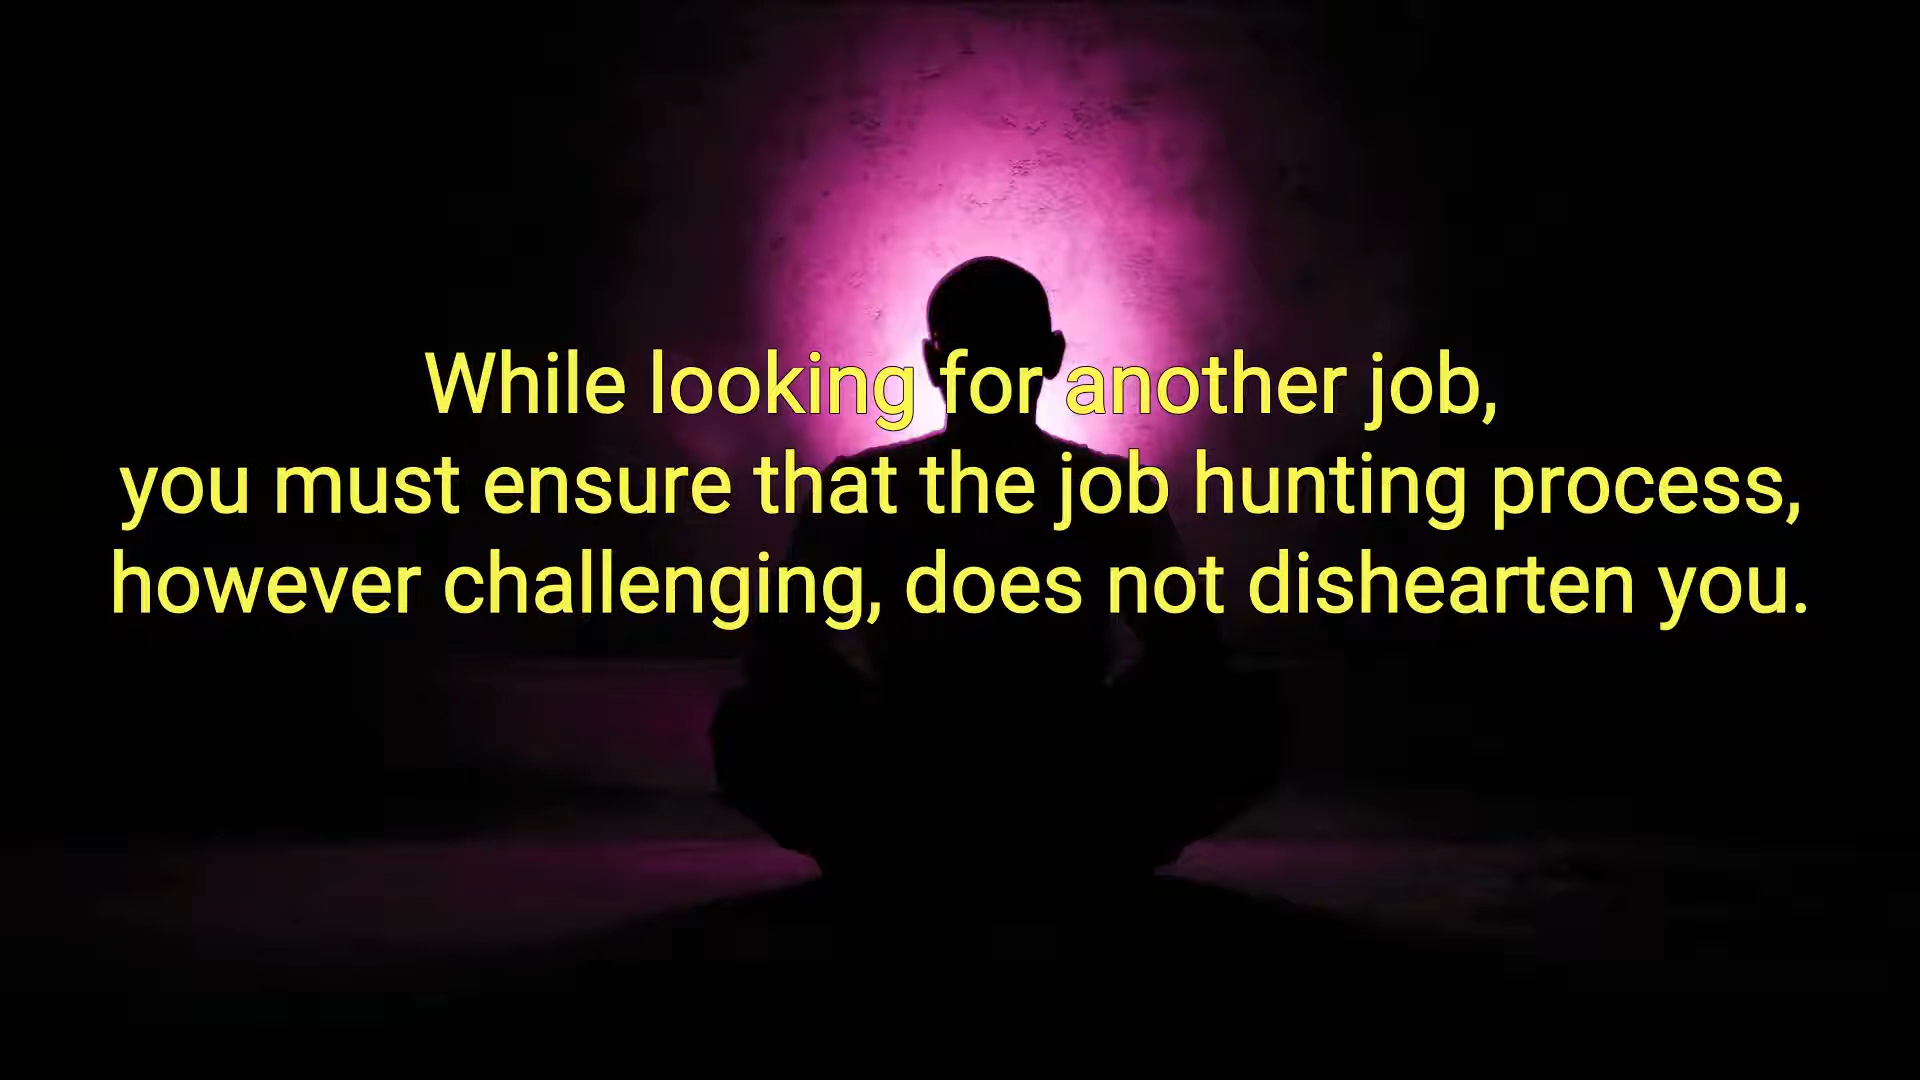 While looking for another job,
you must ensure that the job hunting process,
however challenging, does not dishearten you.